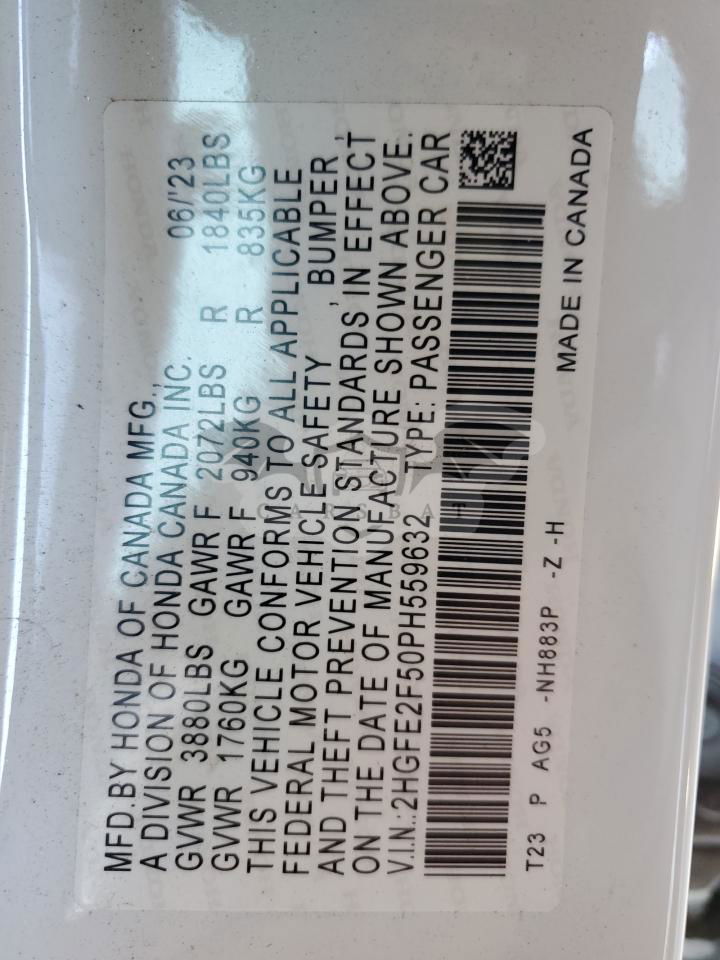 MFD.BY HONDA OF CANADA MFG.,
A DIVISION OF HONDA CANADA INC. 06/'23
GVWR 3880LBS GAWR F 2072LBS R 1840LBS
GVWR 1760KG GAWR F 940KG R 835KG
THIS VEHICLE CONFORMS TO ALL APPLICABLE
FEDERAL MOTOR VEHICLE SAFETY , BUMPER ,
AND THEFT PREVENTION STANDARDS IN EFFECT
ON THE DATE OF MANUFACTURE SHOWN ABOVE.
V.I.N.:2HGFE2F50PH559632 TYPE: PASSENGER CAR
T23 P AG5 -NH883P -Z -H MADE IN CANADA
CARSBAT